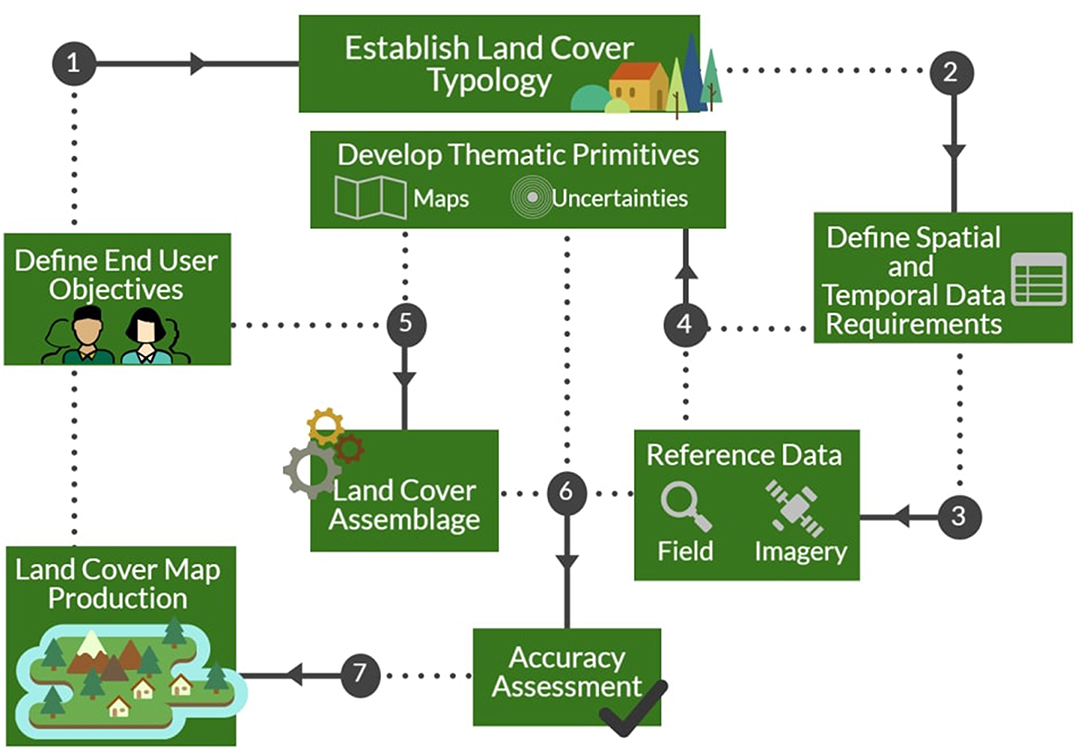 1
Establish Land Cover
Typology
2
Develop Thematic Primitives
Maps
Uncertainties
Define End User
Objectives
Define Spatial
and
Temporal Data
Requirements
5
4
Land Cover
Assemblage
6
Reference Data
Field
Imagery
3
Land Cover Map
Production
7
Accuracy
Assessment